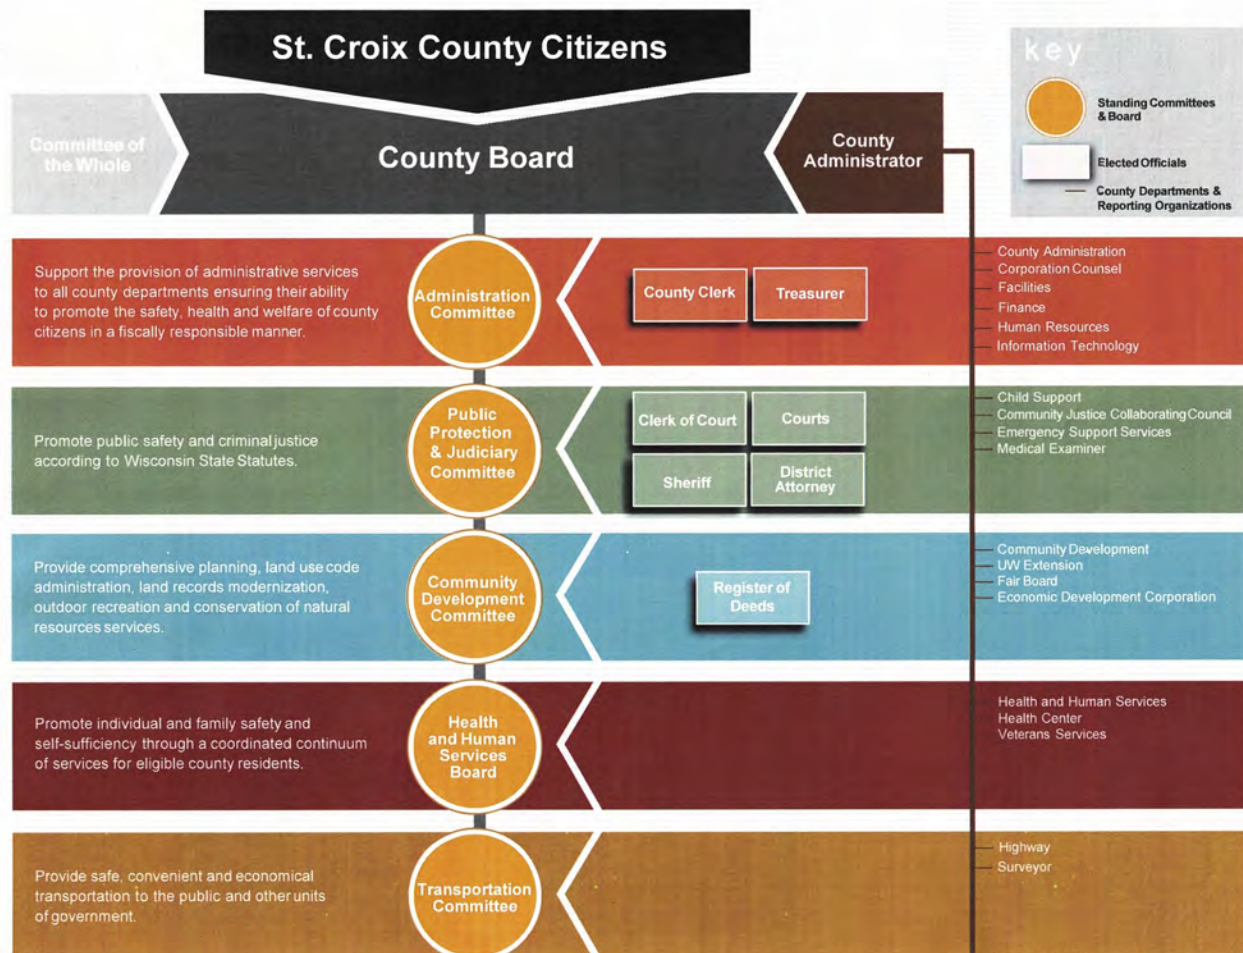 St. Croix County Citizens
Committee of
the Whole
County Board
County
Administrator
key
Standing Committees
& Board
Elected Officials
County Departments &
Reporting Organizations
Support the provision of administrative services
to all county departments ensuring their ability
to promote the safety, health and welfare of county
citizens in a fiscally responsible manner.
Administration
Committee
County Clerk
Treasurer
County Administration
Corporation Counsel
Facilities
Finance
Human Resources
Information Technology
Promote public safety and criminal justice
according to Wisconsin State Statutes.
Public
Protection
& Judiciary
Committee
Clerk of Court
Courts
Sheriff
District
Attorney
Child Support
Community Justice Collaborating Council
Emergency Support Services
Medical Examiner
Provide comprehensive planning, land use code
administration, land records modernization,
outdoor recreation and conservation of natural
resources services.
Community
Development
Committee
Register of
Deeds
Community Development
UW Extension
Fair Board
Economic Development Corporation
Promote individual and family safety and
self-sufficiency through a coordinated continuum
of services for eligible county residents.
Health
and Human
Services
Board
Health and Human Services
Health Center
Veterans Services
Provide safe, convenient and economical
transportation to the public and other units
of government.
Transportation
Committee
Highway
Surveyor